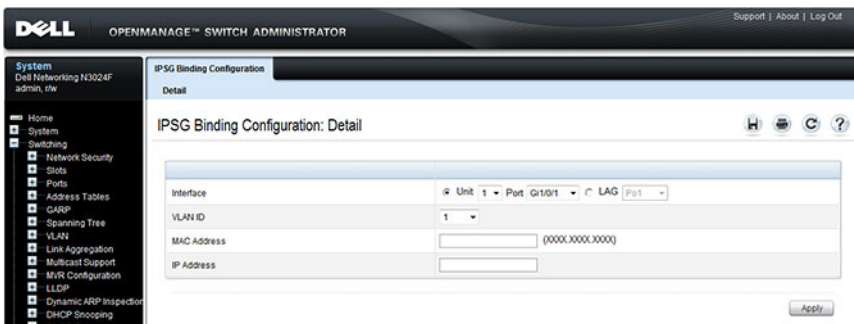 Support | About | Log Out
DELL OPENMANAGE™ SWITCH ADMINISTRATOR
System
Dell Networking N3024F
admin, r/w
Home
System
Switching
Network Security
Slots
Ports
Address Tables
GARP
Spanning Tree
VLAN
Link Aggregation
Multicast Support
MVR Configuration
LLDP
Dynamic ARP Inspection
DHCP Snooping
IPSG Binding Configuration
Detail
IPSG Binding Configuration: Detail
?
Interface Unit 1 Port Gi1/0/1 LAG Po1
VLAN ID 1
MAC Address (XXXX.XXXX.XXXX)
IP Address
Apply